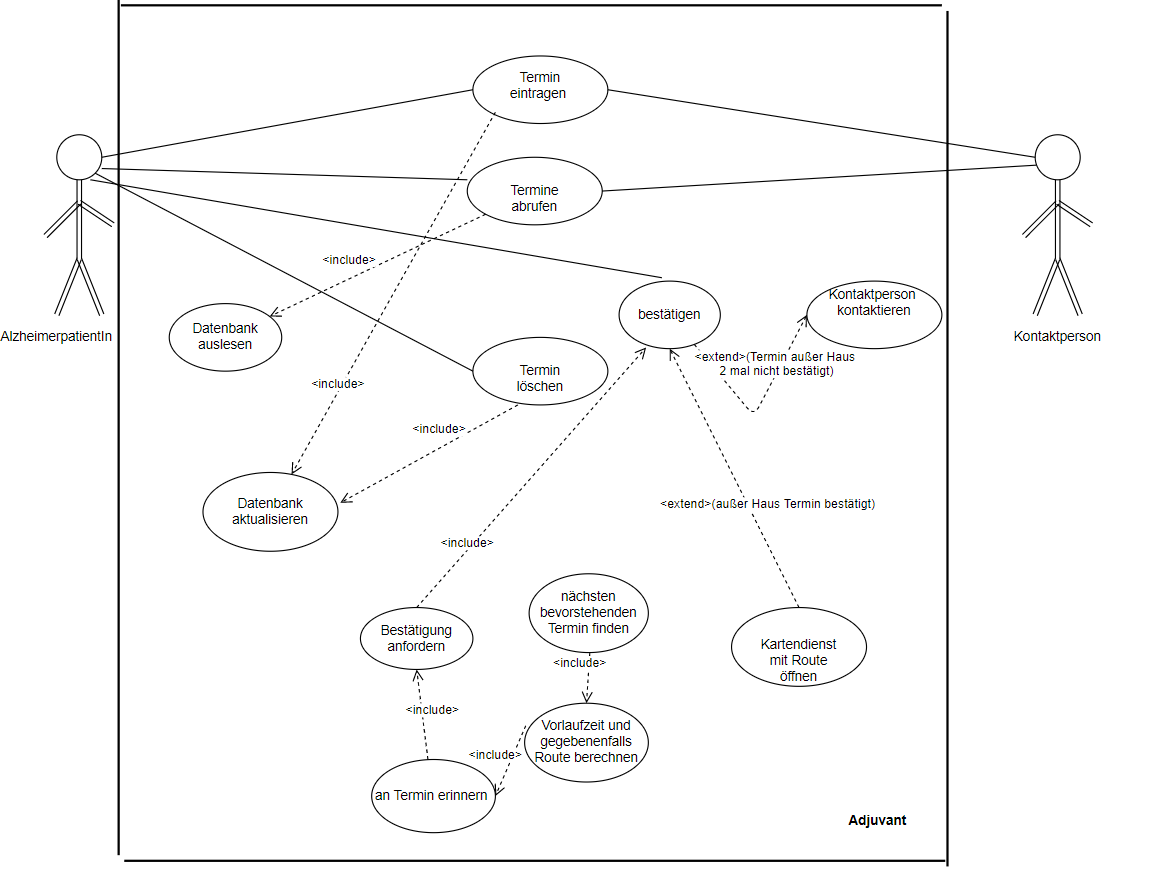 Termin
eintragen
Termine
abrufen
<include>
Datenbank
auslesen
bestätigen
Kontaktperson
kontaktieren
AlzheimerpatientIn
Kontaktperson
<extend>(Termin außer Haus
2 mal nicht bestätigt)
Termin
löschen
<include>
<include>
Datenbank
aktualisieren
<extend>(außer Haus Termin bestätigt)
<include>
nächsten
bevorstehenden
Termin finden
Bestätigung
anfordern
Kartendienst
mit Route
öffnen
<include>
<include>
Vorlaufzeit und
gegebenenfalls
Route berechnen
<include>
an Termin erinnern
Adjuvant